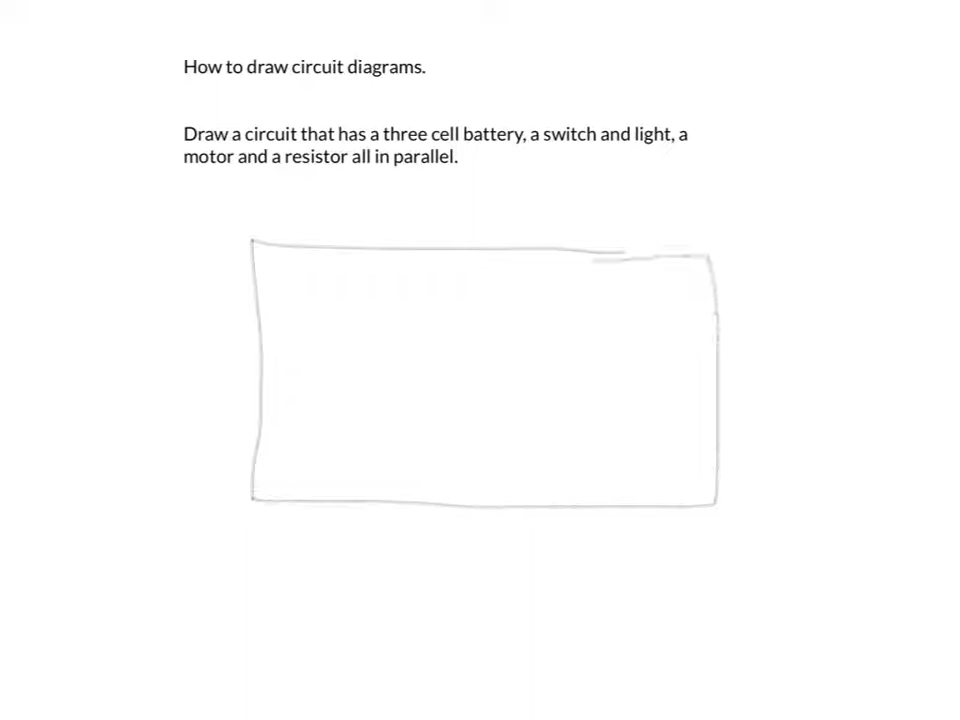 How to draw circuit diagrams.
Draw a circuit that has a three cell battery, a switch and light, a
motor and a resistor all in parallel.